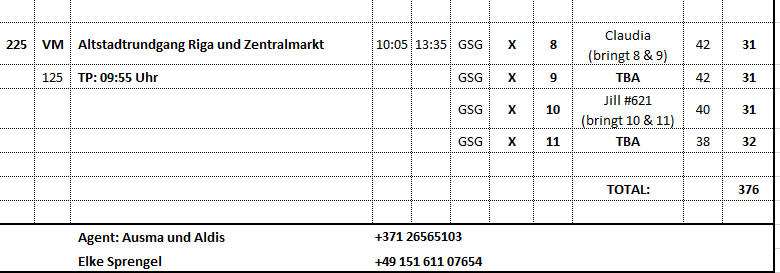 225 VM Altstadtrundgang Riga und Zentralmarkt 10:05 13:35 GSG X 8 Claudia (bringt 8 & 9) 42 31
125 TP: 09:55 Uhr GSG X 9 TBA 42 31
GSG X 10 Jill #621 (bringt 10 & 11) 40 31
GSG X 11 TBA 38 32
TOTAL: 376
Agent: Ausma und Aldis +371 26565103
Elke Sprengel +49 151 611 07654